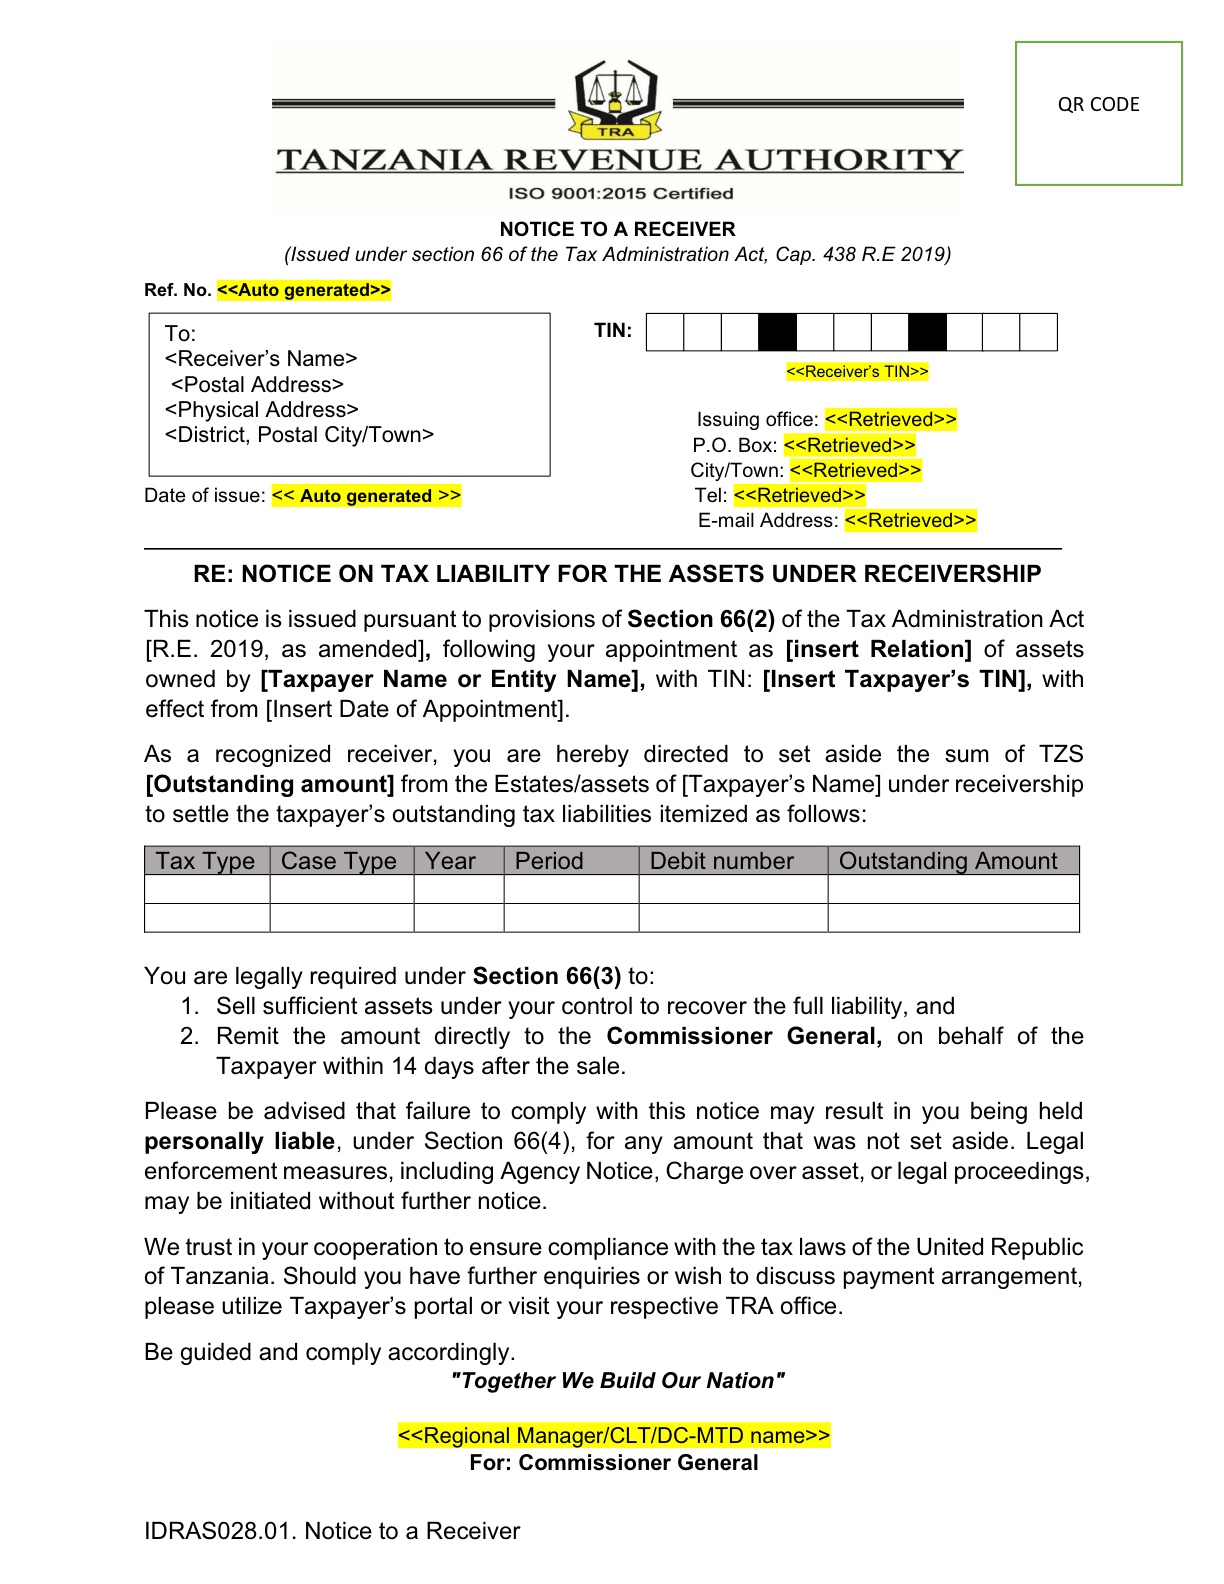 QR CODE
TRA
TANZANIA REVENUE AUTHORITY
ISO 9001:2015 Certified
NOTICE TO A RECEIVER
(Issued under section 66 of the Tax Administration Act, Cap. 438 R.E 2019)
Ref. No. <<Auto generated>>
To:
<Receiver’s Name>
<Postal Address>
<Physical Address>
<District, Postal City/Town>
TIN:
<<Receiver’s TIN>>
Issuing office: <<Retrieved>>
P.O. Box: <<Retrieved>>
City/Town: <<Retrieved>>
Tel: <<Retrieved>>
E-mail Address: <<Retrieved>>
Date of issue: << Auto generated >>
RE: NOTICE ON TAX LIABILITY FOR THE ASSETS UNDER RECEIVERSHIP
This notice is issued pursuant to provisions of Section 66(2) of the Tax Administration Act
[R.E. 2019, as amended], following your appointment as [insert Relation] of assets
owned by [Taxpayer Name or Entity Name], with TIN: [Insert Taxpayer’s TIN], with
effect from [Insert Date of Appointment].
As a recognized receiver, you are hereby directed to set aside the sum of TZS
[Outstanding amount] from the Estates/assets of [Taxpayer’s Name] under receivership
to settle the taxpayer’s outstanding tax liabilities itemized as follows:
Tax Type Case Type Year Period Debit number Outstanding Amount
You are legally required under Section 66(3) to:
1. Sell sufficient assets under your control to recover the full liability, and
2. Remit the amount directly to the Commissioner General, on behalf of the
Taxpayer within 14 days after the sale.
Please be advised that failure to comply with this notice may result in you being held
personally liable, under Section 66(4), for any amount that was not set aside. Legal
enforcement measures, including Agency Notice, Charge over asset, or legal proceedings,
may be initiated without further notice.
We trust in your cooperation to ensure compliance with the tax laws of the United Republic
of Tanzania. Should you have further enquiries or wish to discuss payment arrangement,
please utilize Taxpayer’s portal or visit your respective TRA office.
Be guided and comply accordingly.
"Together We Build Our Nation"
<<Regional Manager/CLT/DC-MTD name>>
For: Commissioner General
IDRAS028.01. Notice to a Receiver